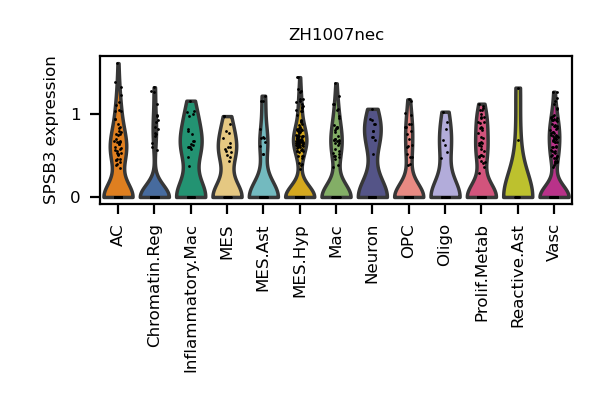 ZH1007nec
SPSB3 expression
1
0
AC
Chromatin.Reg
Inflammatory.Mac
MES
MES.Ast
MES.Hyp
Mac
Neuron
OPC
Oligo
Prolif.Metab
Reactive.Ast
Vasc